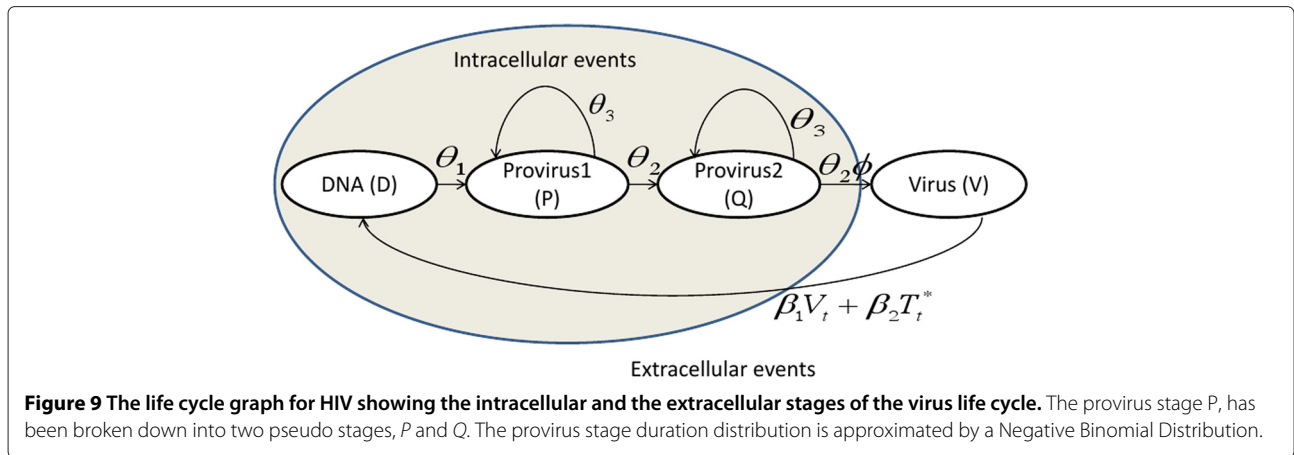 Intracellular events
θ₃
θ₃
θ₁
θ₂
θ₂ϕ
DNA (D)
Provirus1
(P)
Provirus2
(Q)
Virus (V)
β₁Vₜ + β₂Tₜ*
Extracellular events
Figure 9 The life cycle graph for HIV showing the intracellular and the extracellular stages of the virus life cycle. The provirus stage P, has
been broken down into two pseudo stages, P and Q. The provirus stage duration distribution is approximated by a Negative Binomial Distribution.